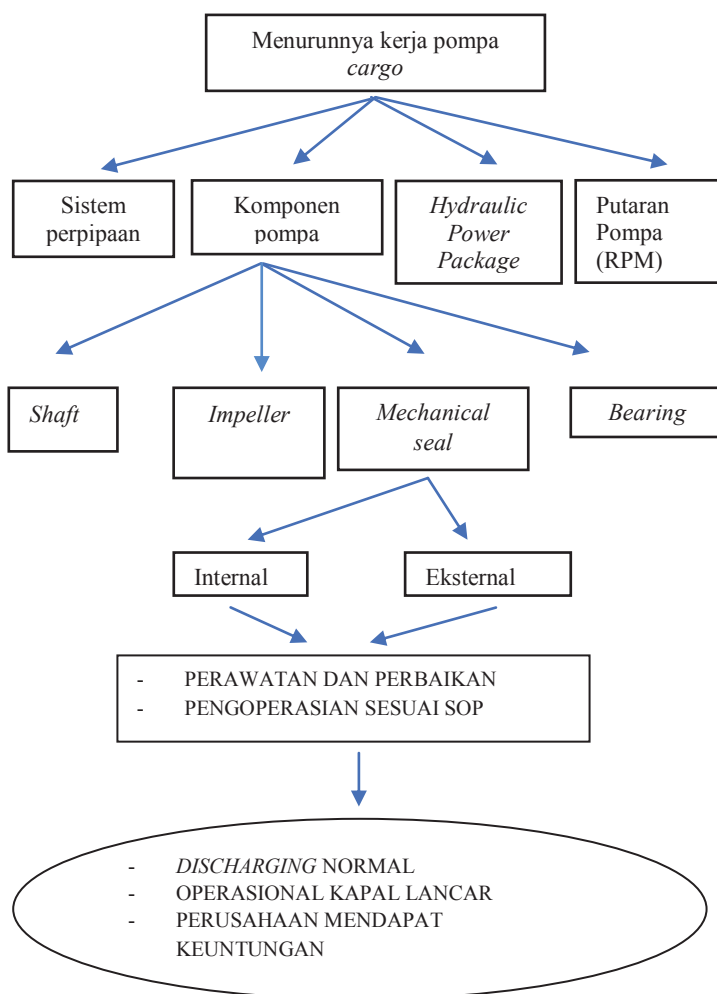 Menurunnya kerja pompa
cargo
Sistem
perpipaan
Komponen
pompa
Hydraulic
Power
Package
Putaran
Pompa
(RPM)
Shaft
Impeller
Mechanical
seal
Bearing
Internal
Eksternal
- PERAWATAN DAN PERBAIKAN
- PENGOPERASIAN SESUAI SOP
- DISCHARGING NORMAL
- OPERASIONAL KAPAL LANCAR
- PERUSAHAAN MENDAPAT
KEUNTUNGAN